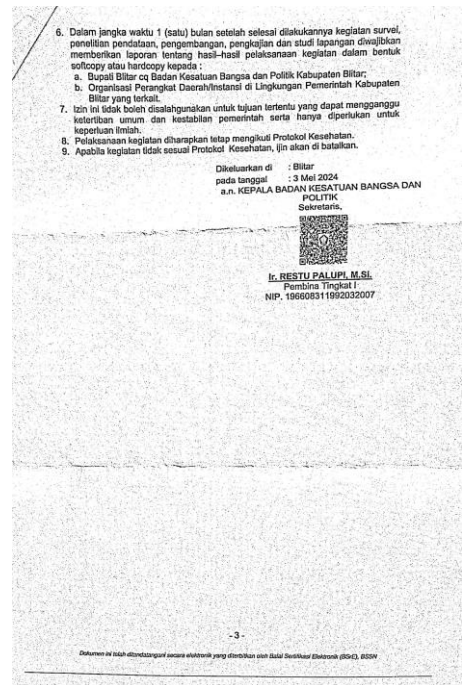 6. Dalam jangka waktu 1 (satu) bulan setelah selesai dilakukannya kegiatan survei,
penelitian pendataan, pengembangan, pengkajian dan studi lapangan diwajibkan
memberikan laporan tentang hasil–hasil pelaksanaan kegiatan dalam bentuk
softcopy atau hardcopy kepada :
a. Bupati Blitar cq Badan Kesatuan Bangsa dan Politik Kabupaten Blitar;
b. Organisasi Perangkat Daerah/Instansi di Lingkungan Pemerintah Kabupaten
Blitar yang terkait.
7. Izin ini tidak boleh disalahgunakan untuk tujuan tertentu yang dapat mengganggu
ketertiban umum dan kestabilan pemerintah serta hanya diperlukan untuk
keperluan ilmiah.
8. Pelaksanaan kegiatan diharapkan tetap mengikuti Protokol Kesehatan.
9. Apabila kegiatan tidak sesuai Protokol Kesehatan, ijin akan di batalkan.
Dikeluarkan di : Blitar
pada tanggal : 3 Mei 2024
a.n. KEPALA BADAN KESATUAN BANGSA DAN
POLITIK
Sekretaris,
Ir. RESTU PALUPI, M.Si.
Pembina Tingkat I
NIP. 196608311992032007
- 3 -
Dokumen ini telah ditandatangani secara elektronik yang diterbitkan oleh Balai Sertifikasi Elektronik (BSrE), BSSN